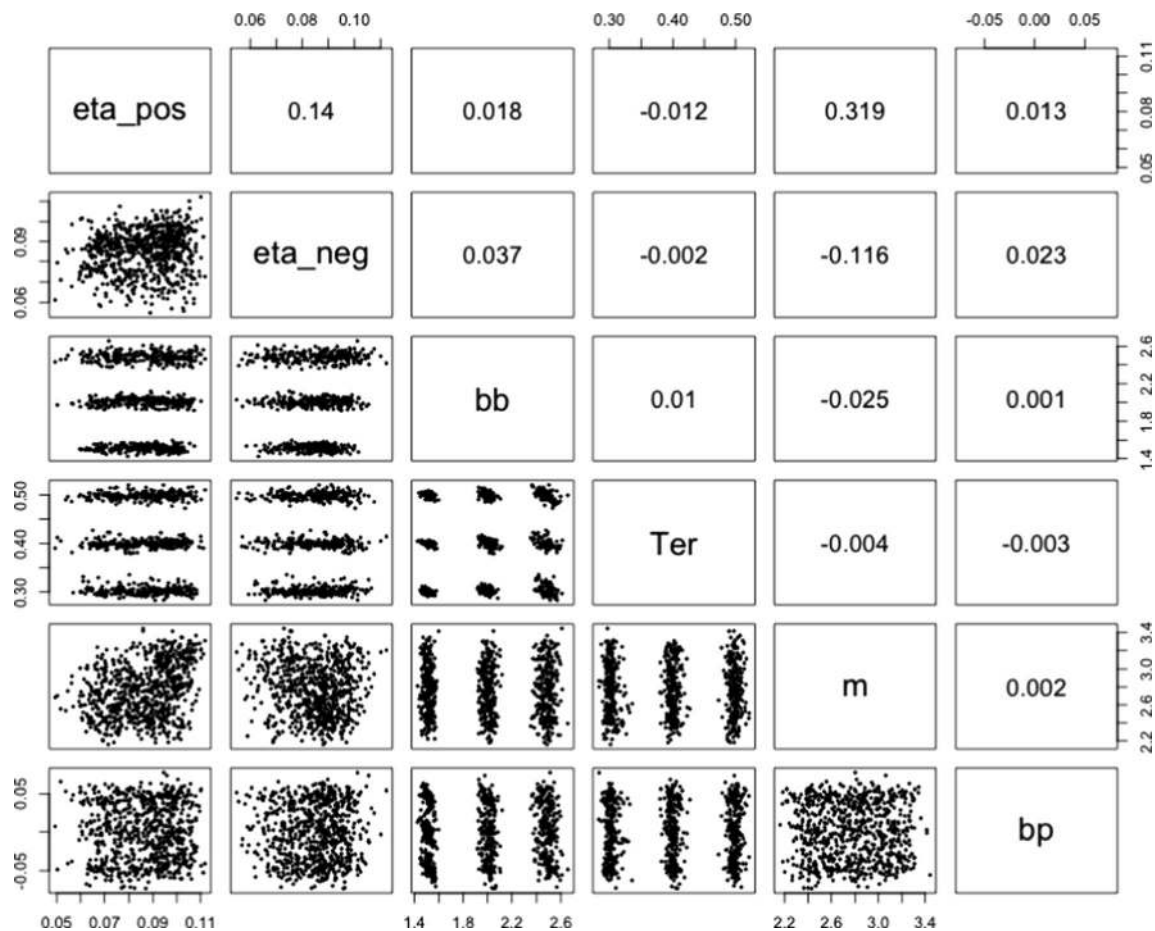 0.06 0.10 0.30 0.40 0.50 -0.05 0.00 0.05
eta_pos 0.14 0.018 -0.012 0.319 0.013 0.05 0.08 0.11
0.06 0.09 eta_neg 0.037 -0.002 -0.116 0.023
bb 0.01 -0.025 0.001 1.4 1.8 2.2 2.6
0.30 0.40 0.50 Ter -0.004 -0.003
m 0.002 2.2 2.6 3.0 3.4
-0.05 0.05 bp
0.05 0.07 0.09 0.11 1.4 1.8 2.2 2.6 2.2 2.6 3.0 3.4